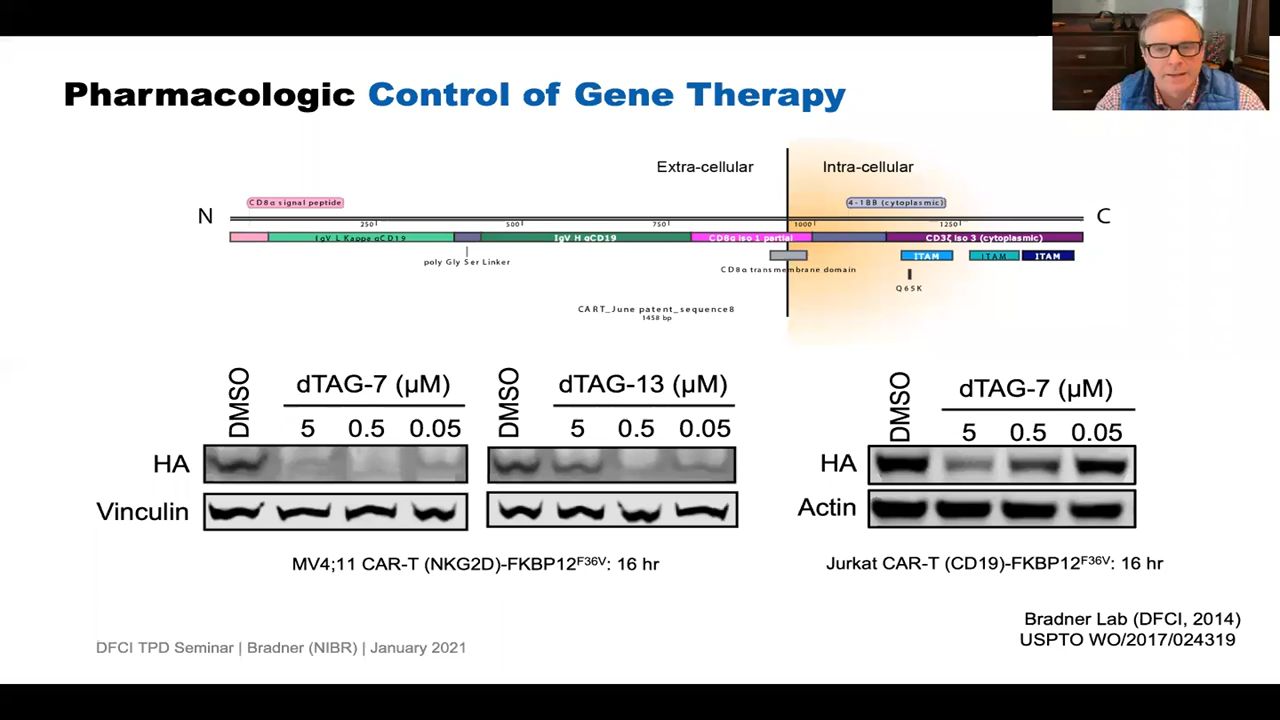 Pharmacologic Control of Gene Therapy
Extra-cellular
Intra-cellular
CD8α signal peptide
4-1BB (cytoplasmic)
N
C
250
500
750
1000
1250
IgV L Kappa αCD19
IgV H αCD19
CD8α iso 1 partial
CD3ζ iso 3 (cytoplasmic)
poly Gly Ser Linker
CD8α transmembrane domain
ITAM
ITAM
ITAM
Q65K
CART_June patent_sequence8
1458 bp
DMSO
dTAG-7 (μM)
5 0.5 0.05
DMSO
dTAG-13 (μM)
5 0.5 0.05
HA
Vinculin
MV4;11 CAR-T (NKG2D)-FKBP12F36V: 16 hr
DMSO
dTAG-7 (μM)
5 0.5 0.05
HA
Actin
Jurkat CAR-T (CD19)-FKBP12F36V: 16 hr
Bradner Lab (DFCI, 2014)
USPTO WO/2017/024319
DFCI TPD Seminar | Bradner (NIBR) | January 2021